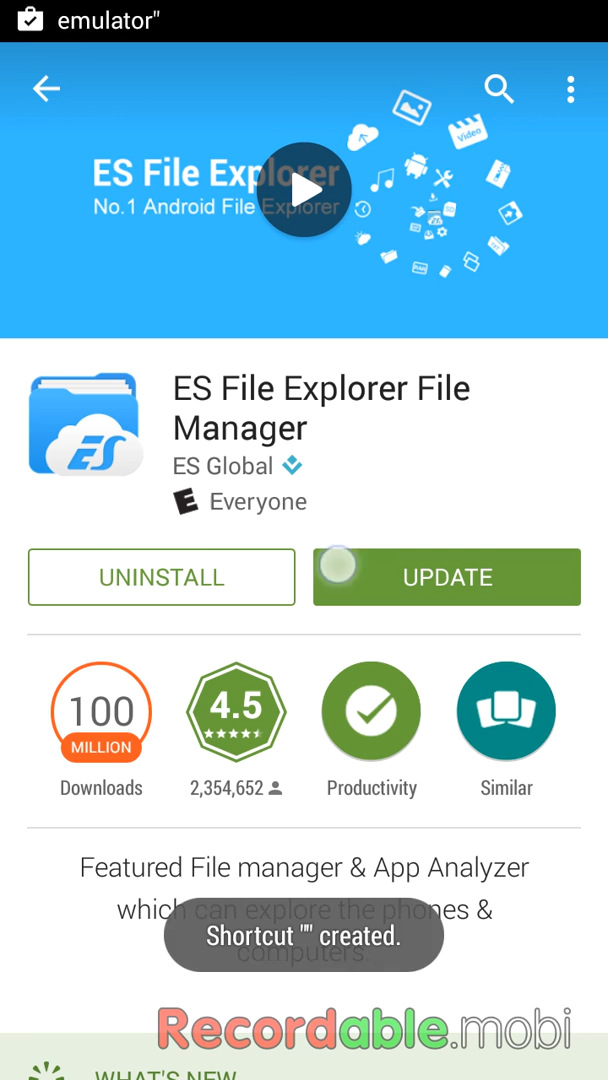 emulator"
ES File Explorer
No.1 Android File Explorer
Video
ES File Explorer File
Manager
ES
ES Global
E Everyone
UNINSTALL
UPDATE
100
MILLION
4.5
Downloads
2,354,652
Productivity
Similar
Featured File manager & App Analyzer
which can explore the phones &
computers.
Shortcut "" created.
Recordable.mobi
WHAT'S NEW